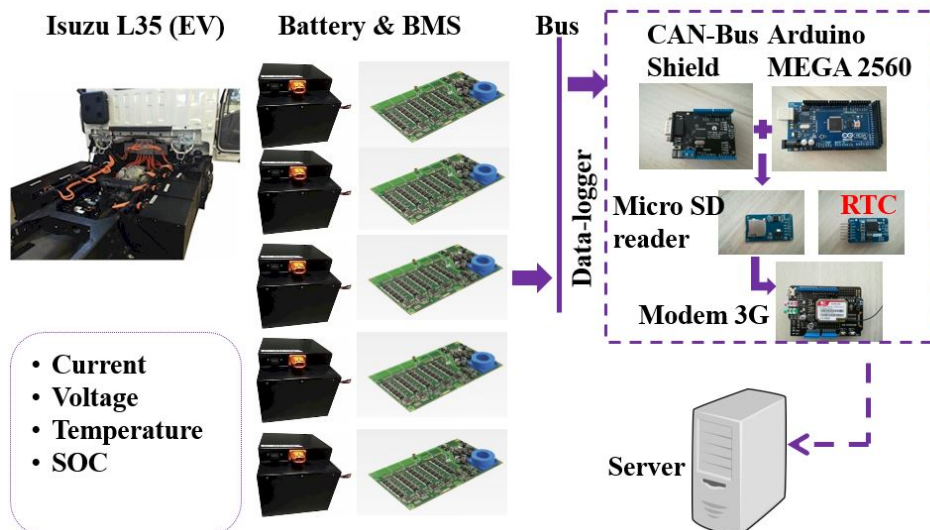 Isuzu L35 (EV)
Battery & BMS
Bus
Data-logger
CAN-Bus Arduino
Shield MEGA 2560
Micro SD
reader
RTC
Modem 3G
• Current
• Voltage
• Temperature
• SOC
Server